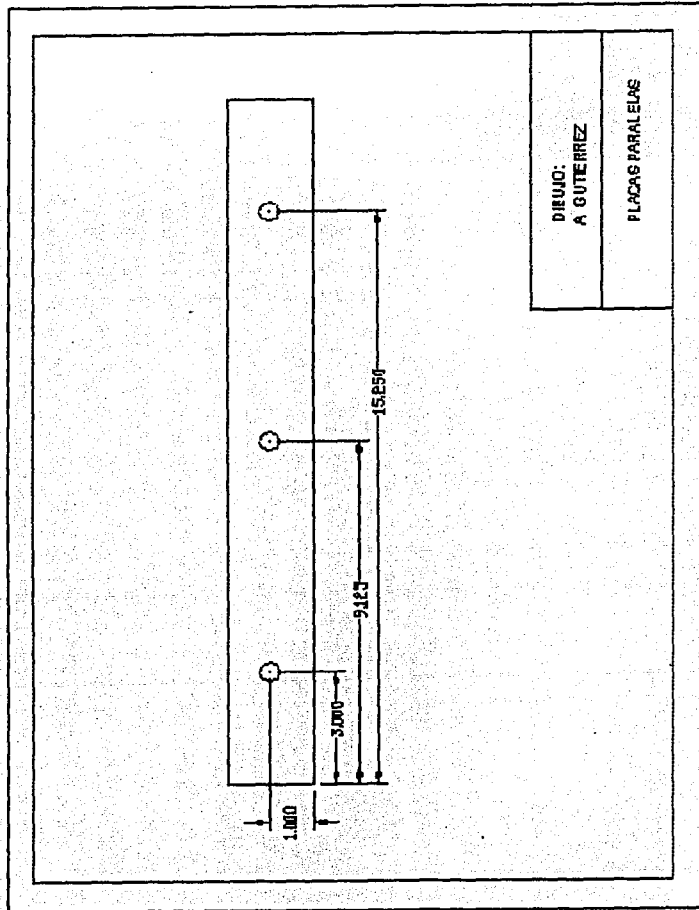 1.000
3.000
9.125
15.250
DIBUJO:
A GUTIERREZ
PLACAS PARALELAS